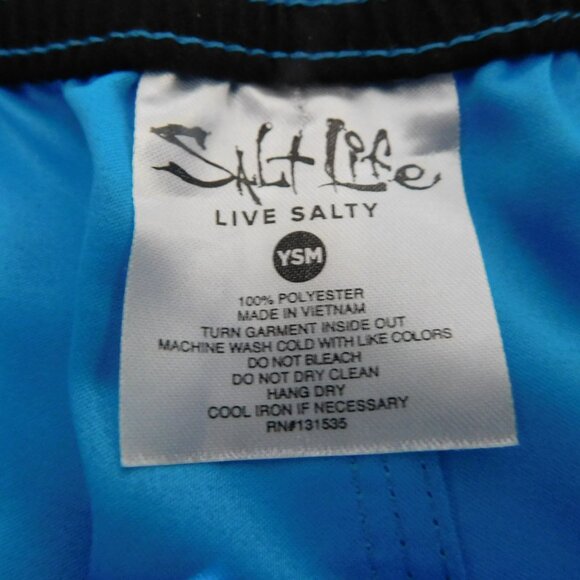 Salt Life
LIVE SALTY
YSM
100% POLYESTER
MADE IN VIETNAM
TURN GARMENT INSIDE OUT
MACHINE WASH COLD WITH LIKE COLORS
DO NOT BLEACH
DO NOT DRY CLEAN
HANG DRY
COOL IRON IF NECESSARY
RN#131535